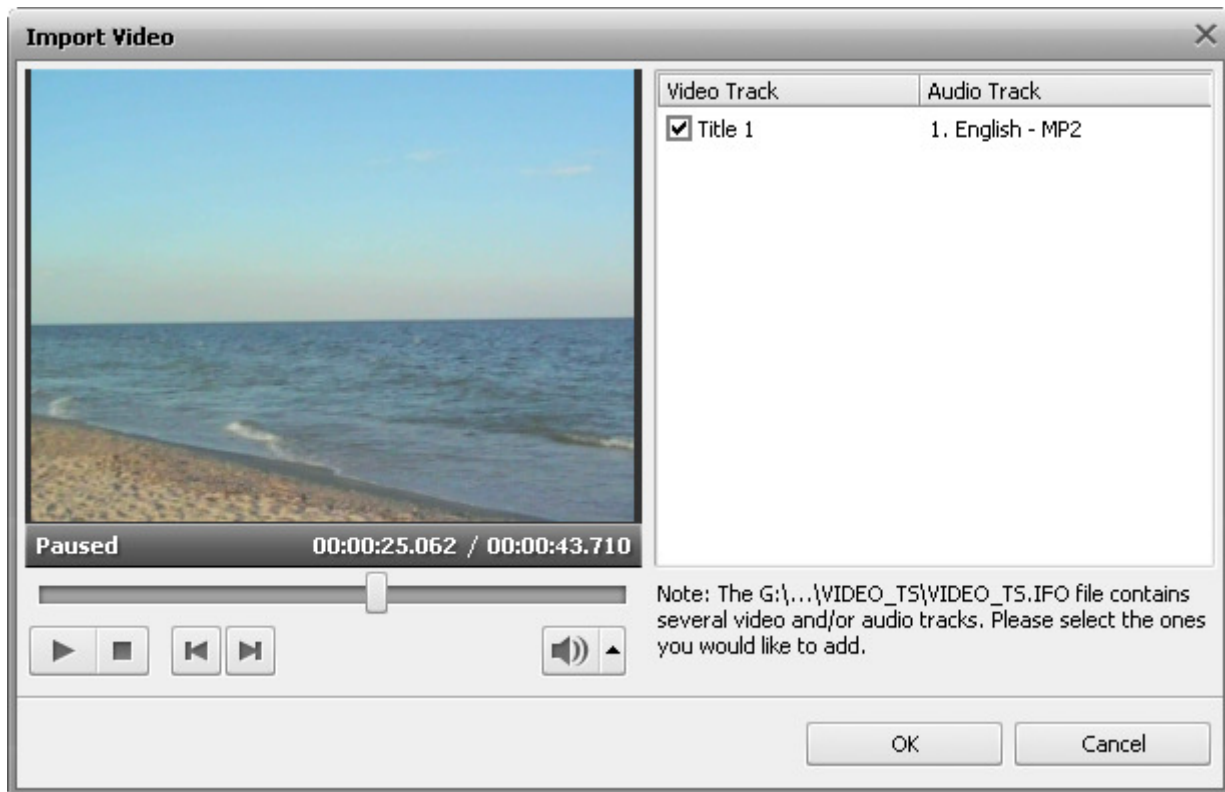 Import Video
Video Track Audio Track
Title 1 1. English - MP2
Paused 00:00:25.062 / 00:00:43.710
Note: The G:\...\VIDEO_TS\VIDEO_TS.IFO file contains
several video and/or audio tracks. Please select the ones
you would like to add.
OK Cancel